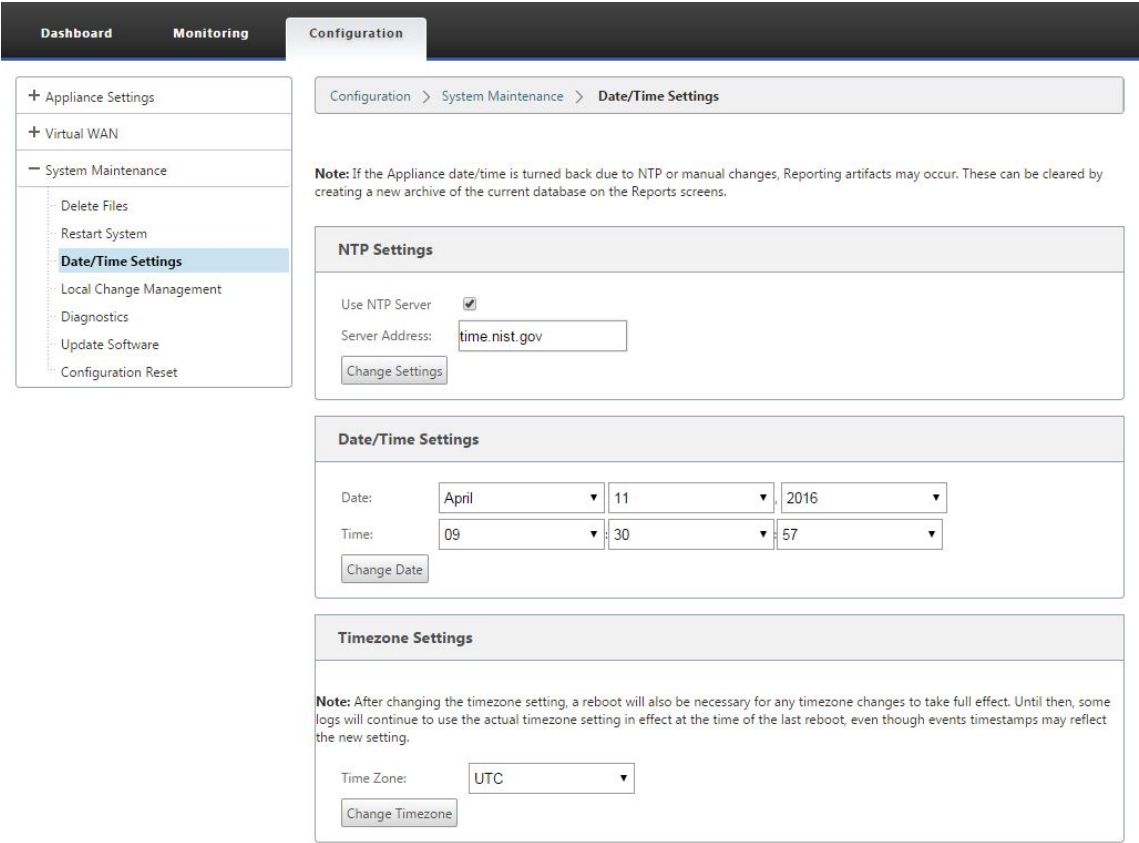 Dashboard Monitoring Configuration
+ Appliance Settings
+ Virtual WAN
− System Maintenance
Delete Files
Restart System
Date/Time Settings
Local Change Management
Diagnostics
Update Software
Configuration Reset
Configuration > System Maintenance > Date/Time Settings
Note: If the Appliance date/time is turned back due to NTP or manual changes, Reporting artifacts may occur. These can be cleared by
creating a new archive of the current database on the Reports screens.
NTP Settings
Use NTP Server
Server Address: time.nist.gov
Change Settings
Date/Time Settings
Date: April 11 , 2016
Time: 09 : 30 : 57
Change Date
Timezone Settings
Note: After changing the timezone setting, a reboot will also be necessary for any timezone changes to take full effect. Until then, some
logs will continue to use the actual timezone setting in effect at the time of the last reboot, even though events timestamps may reflect
the new setting.
Time Zone: UTC
Change Timezone